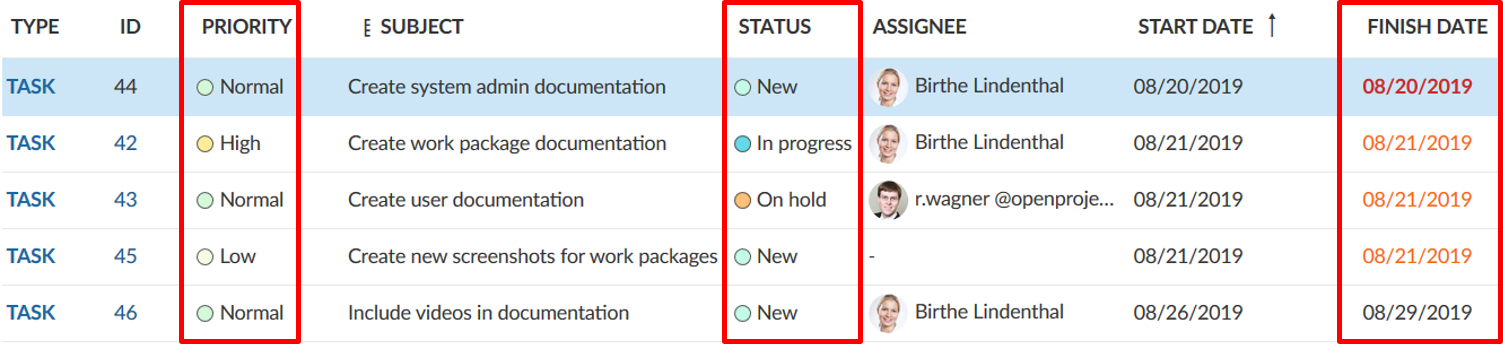 TYPE ID PRIORITY SUBJECT STATUS ASSIGNEE START DATE FINISH DATE
TASK 44 Normal Create system admin documentation New Birthe Lindenthal 08/20/2019 08/20/2019
TASK 42 High Create work package documentation In progress Birthe Lindenthal 08/21/2019 08/21/2019
TASK 43 Normal Create user documentation On hold r.wagner @openproje... 08/21/2019 08/21/2019
TASK 45 Low Create new screenshots for work packages New - 08/21/2019 08/21/2019
TASK 46 Normal Include videos in documentation New Birthe Lindenthal 08/26/2019 08/29/2019